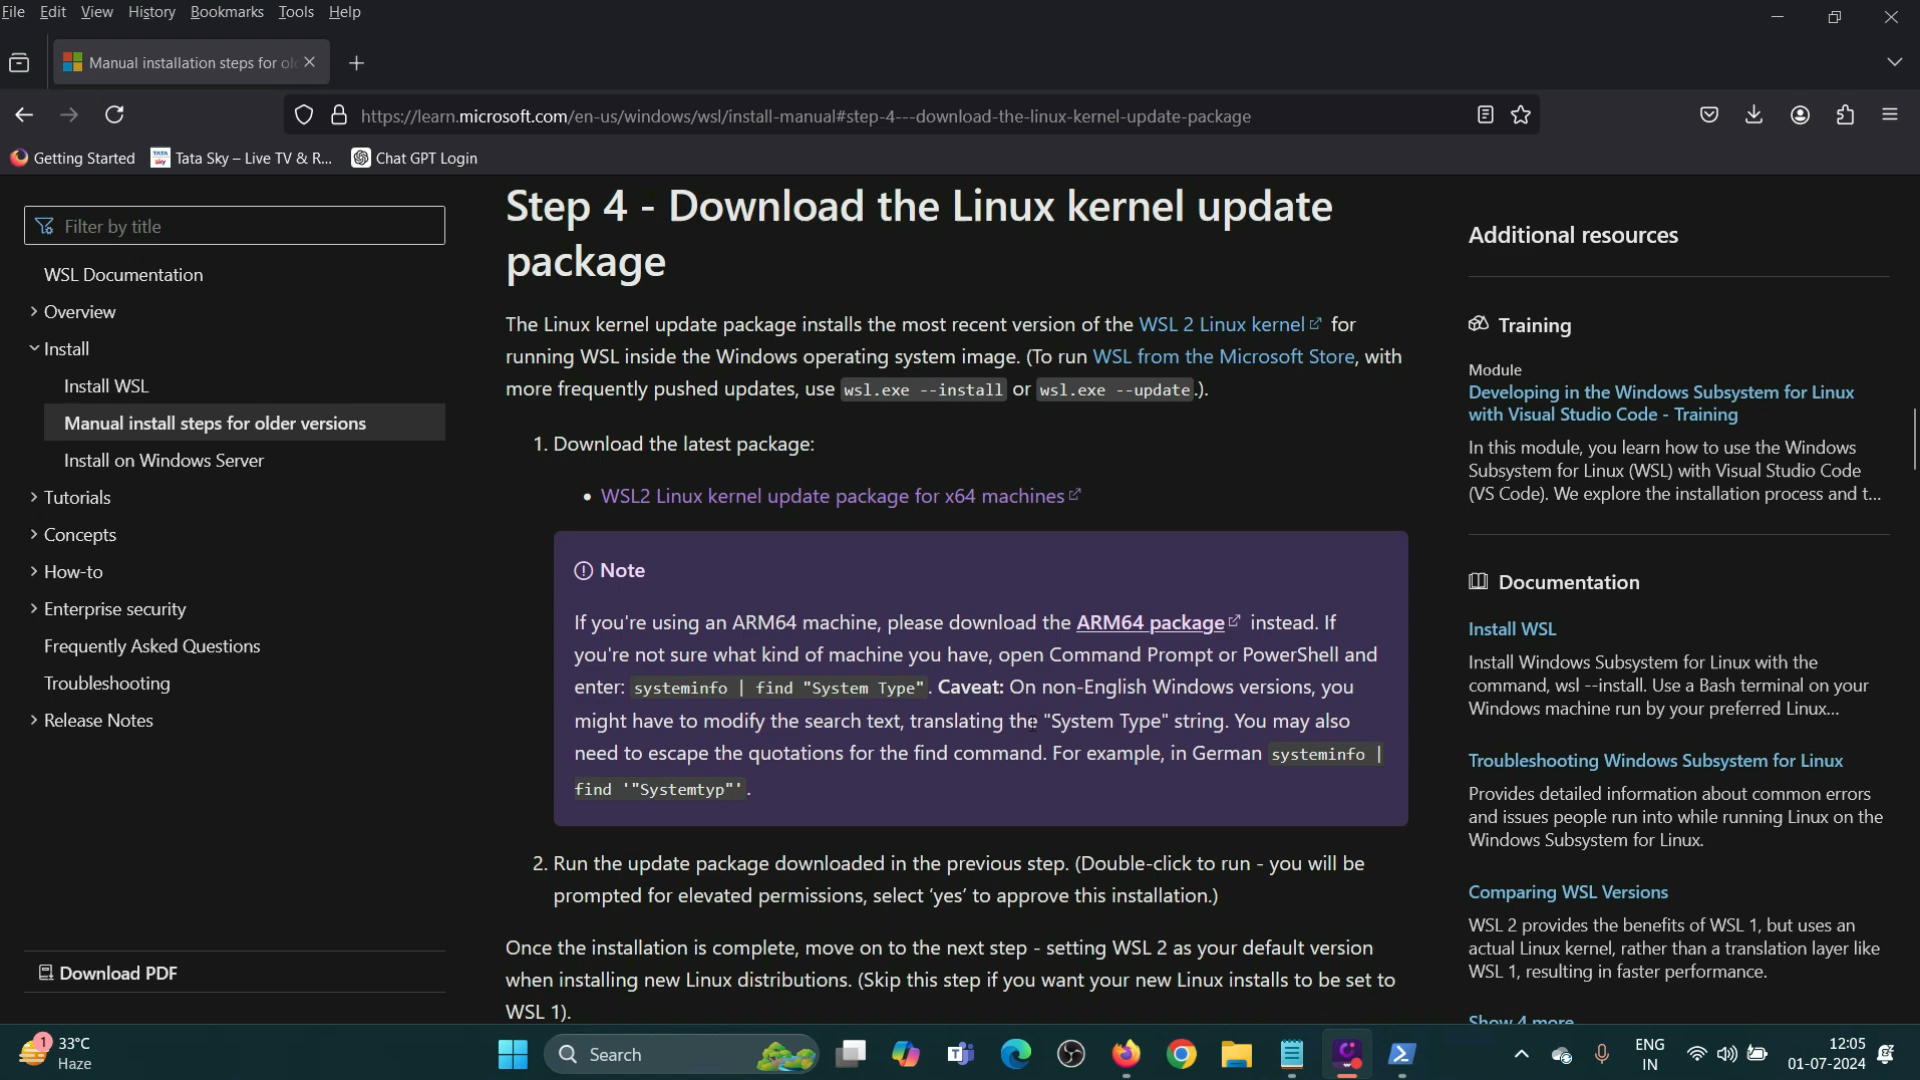 File Edit View History Bookmarks Tools Help
Manual installation steps for ol
https://learn.microsoft.com/en-us/windows/wsl/install-manual#step-4---download-the-linux-kernel-update-package
Getting Started Tata Sky – Live TV & R... Chat GPT Login
Filter by title
WSL Documentation
Overview
Install
Install WSL
Manual install steps for older versions
Install on Windows Server
Tutorials
Concepts
How-to
Enterprise security
Frequently Asked Questions
Troubleshooting
Release Notes
Download PDF
Step 4 - Download the Linux kernel update
package
The Linux kernel update package installs the most recent version of the WSL 2 Linux kernel for
running WSL inside the Windows operating system image. (To run WSL from the Microsoft Store, with
more frequently pushed updates, use wsl.exe --install or wsl.exe --update.).
1. Download the latest package:
• WSL2 Linux kernel update package for x64 machines
Note
If you're using an ARM64 machine, please download the ARM64 package instead. If
you're not sure what kind of machine you have, open Command Prompt or PowerShell and
enter: systeminfo | find "System Type". Caveat: On non-English Windows versions, you
might have to modify the search text, translating the "System Type" string. You may also
need to escape the quotations for the find command. For example, in German systeminfo |
find '"Systemtyp"'.
2. Run the update package downloaded in the previous step. (Double-click to run - you will be
prompted for elevated permissions, select ‘yes’ to approve this installation.)
Once the installation is complete, move on to the next step - setting WSL 2 as your default version
when installing new Linux distributions. (Skip this step if you want your new Linux installs to be set to
WSL 1).
Additional resources
Training
Module
Developing in the Windows Subsystem for Linux
with Visual Studio Code - Training
In this module, you learn how to use the Windows
Subsystem for Linux (WSL) with Visual Studio Code
(VS Code). We explore the installation process and t...
Documentation
Install WSL
Install Windows Subsystem for Linux with the
command, wsl --install. Use a Bash terminal on your
Windows machine run by your preferred Linux...
Troubleshooting Windows Subsystem for Linux
Provides detailed information about common errors
and issues people run into while running Linux on the
Windows Subsystem for Linux.
Comparing WSL Versions
WSL 2 provides the benefits of WSL 1, but uses an
actual Linux kernel, rather than a translation layer like
WSL 1, resulting in faster performance.
Show 4 more
1
33°C
Haze
Search
ENG
IN
12:05
01-07-2024